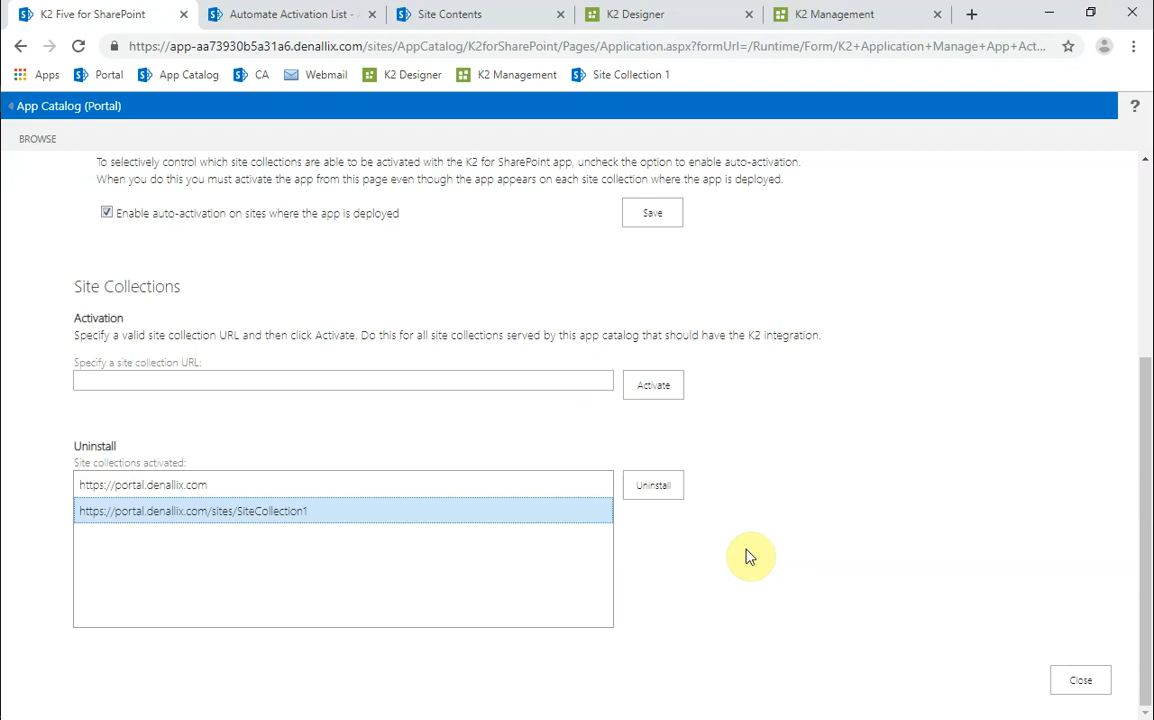 K2 Five for SharePoint
Automate Activation List -
Site Contents
K2 Designer
K2 Management
https://app-aa73930b5a31a6.denallix.com/sites/AppCatalog/K2forSharePoint/Pages/Application.aspx?formUrl=/Runtime/Form/K2+Application+Manage+App+Act...
Apps
Portal
App Catalog
CA
Webmail
K2 Designer
K2 Management
Site Collection 1
App Catalog (Portal)
?
BROWSE
To selectively control which site collections are able to be activated with the K2 for SharePoint app, uncheck the option to enable auto-activation.
When you do this you must activate the app from this page even though the app appears on each site collection where the app is deployed.
Enable auto-activation on sites where the app is deployed
Save
Site Collections
Activation
Specify a valid site collection URL and then click Activate. Do this for all site collections served by this app catalog that should have the K2 integration.
Specify a site collection URL:
Activate
Uninstall
Site collections activated:
https://portal.denallix.com
Uninstall
https://portal.denallix.com/sites/SiteCollection1
Close